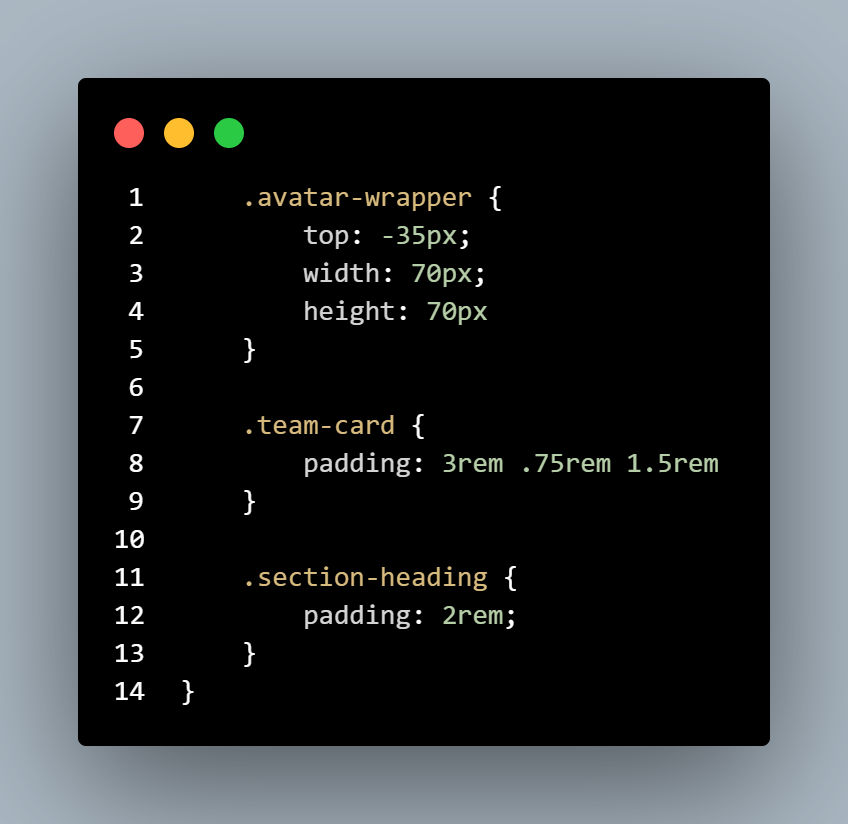 1 .avatar-wrapper {
2 top: -35px;
3 width: 70px;
4 height: 70px
5 }
6
7 .team-card {
8 padding: 3rem .75rem 1.5rem
9 }
10
11 .section-heading {
12 padding: 2rem;
13 }
14 }